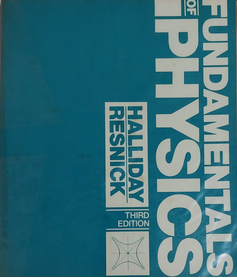 FUNDAMENTALS
OF
PHYSICS
HALLIDAY
RESNICK
THIRD
EDITION